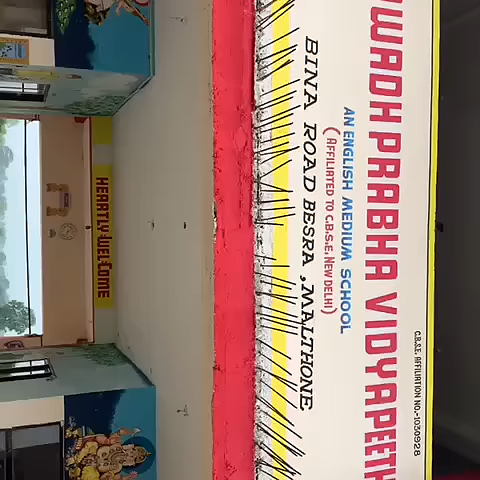 C.B.S.E. AFFILIATION NO.-1030928
WADH PRABHA VIDYAPEETH
AN ENGLISH MEDIUM SCHOOL
(AFFILIATED TO C.B.S.E. NEW DELHI)
BINA ROAD BESRA , MALTHONE
HEARTLY WELCOME